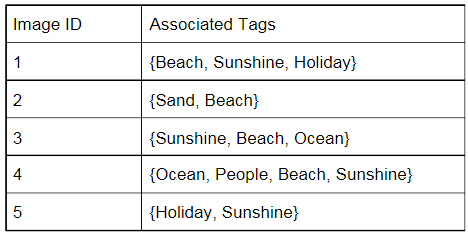 Image ID Associated Tags
1 {Beach, Sunshine, Holiday}
2 {Sand, Beach}
3 {Sunshine, Beach, Ocean}
4 {Ocean, People, Beach, Sunshine}
5 {Holiday, Sunshine}